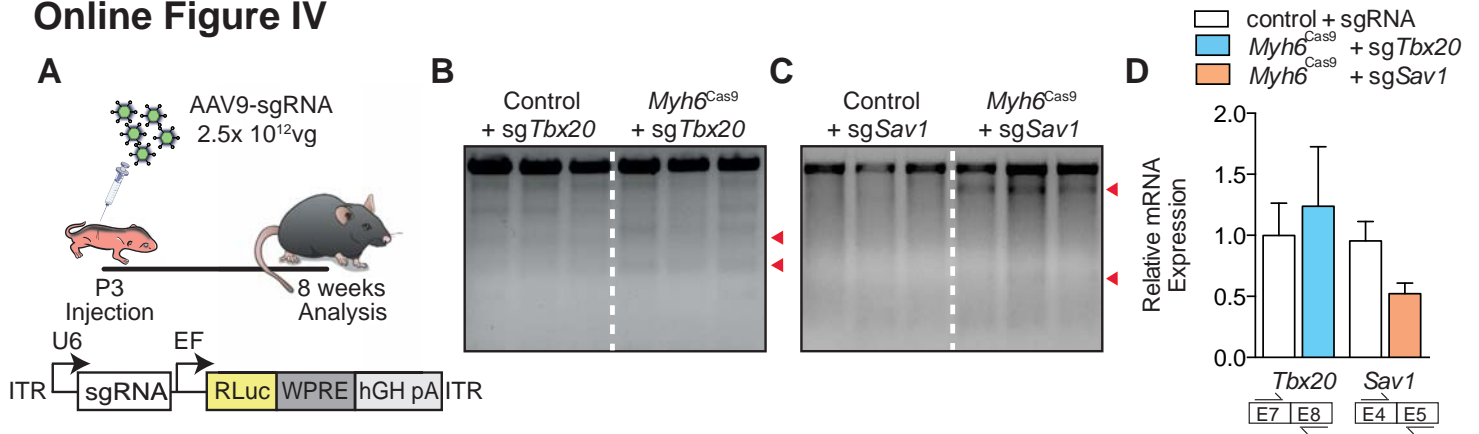 Online Figure IV
A
AAV9-sgRNA
2.5x 10¹²vg
P3
Injection
8 weeks
Analysis
U6
EF
ITR
sgRNA
RLuc
WPRE
hGH pA
ITR
B
Control
+ sgTbx20
Myh6Cas9
+ sgTbx20
C
Control
+ sgSav1
Myh6Cas9
+ sgSav1
control + sgRNA
Myh6Cas9 + sgTbx20
Myh6Cas9 + sgSav1
D
Relative mRNA
Expression
2.0
1.5
1.0
0.5
0.0
Tbx20
Sav1
E7 E8
E4 E5